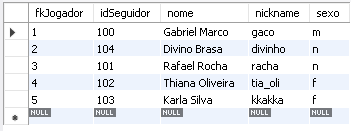 fkJogador idSeguidor nome nickname sexo
1 100 Gabriel Marco gaco m
2 104 Divino Brasa divinho n
3 101 Rafael Rocha racha n
4 102 Thiana Oliveira tia_oli f
5 103 Karla Silva kkakka f
NULL NULL NULL NULL NULL